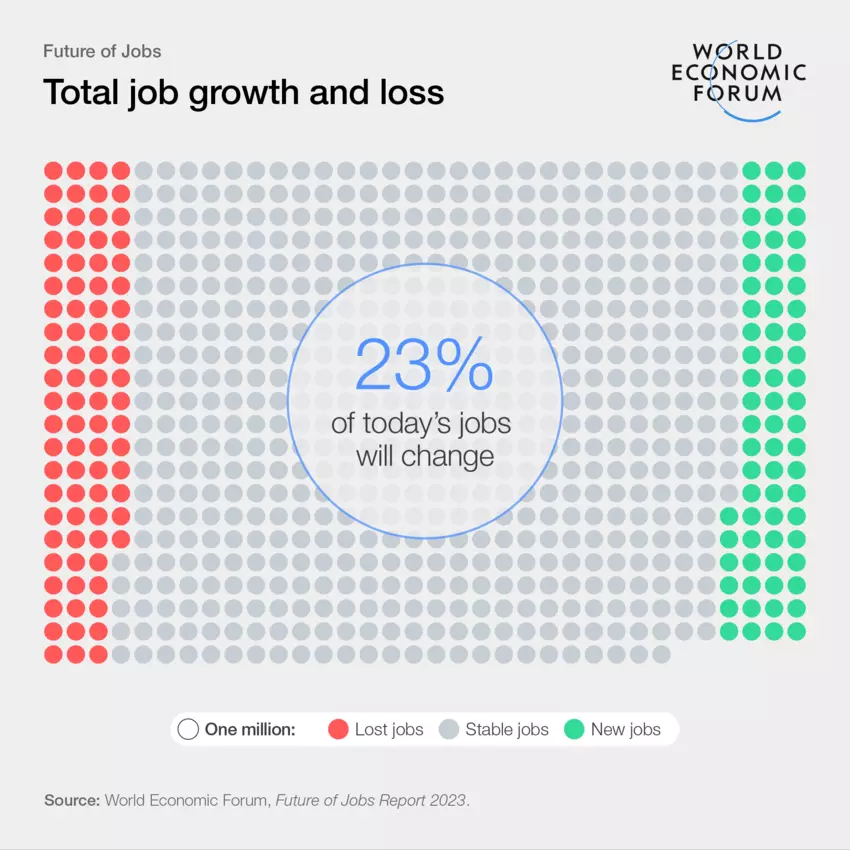 Future of Jobs
Total job growth and loss
WORLD
ECONOMIC
FORUM
23%
of today’s jobs
will change
One million: Lost jobs Stable jobs New jobs
Source: World Economic Forum, Future of Jobs Report 2023.